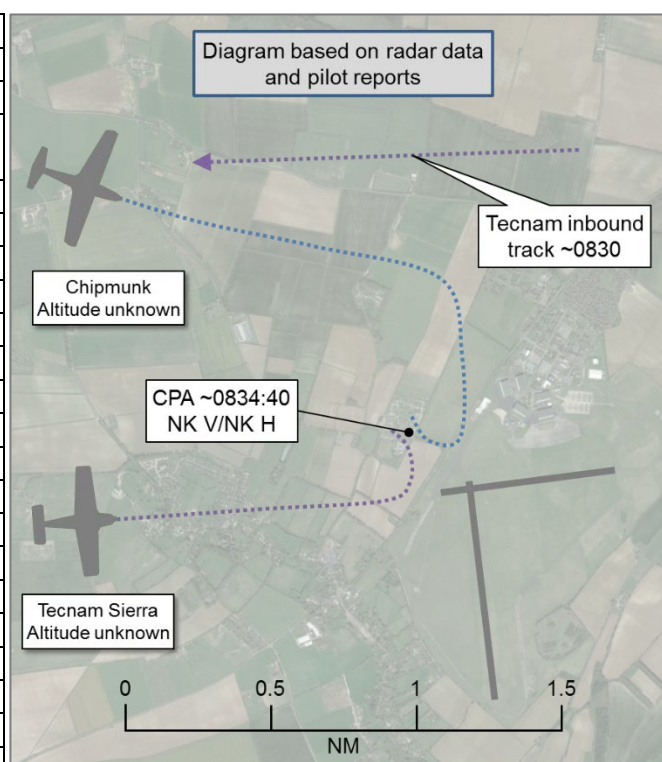 Diagram based on radar data
and pilot reports
Tecnam inbound
track ~0830
Chipmunk
Altitude unknown
CPA ~0834:40
NK V/NK H
Tecnam Sierra
Altitude unknown
0
0.5
1
1.5
NM